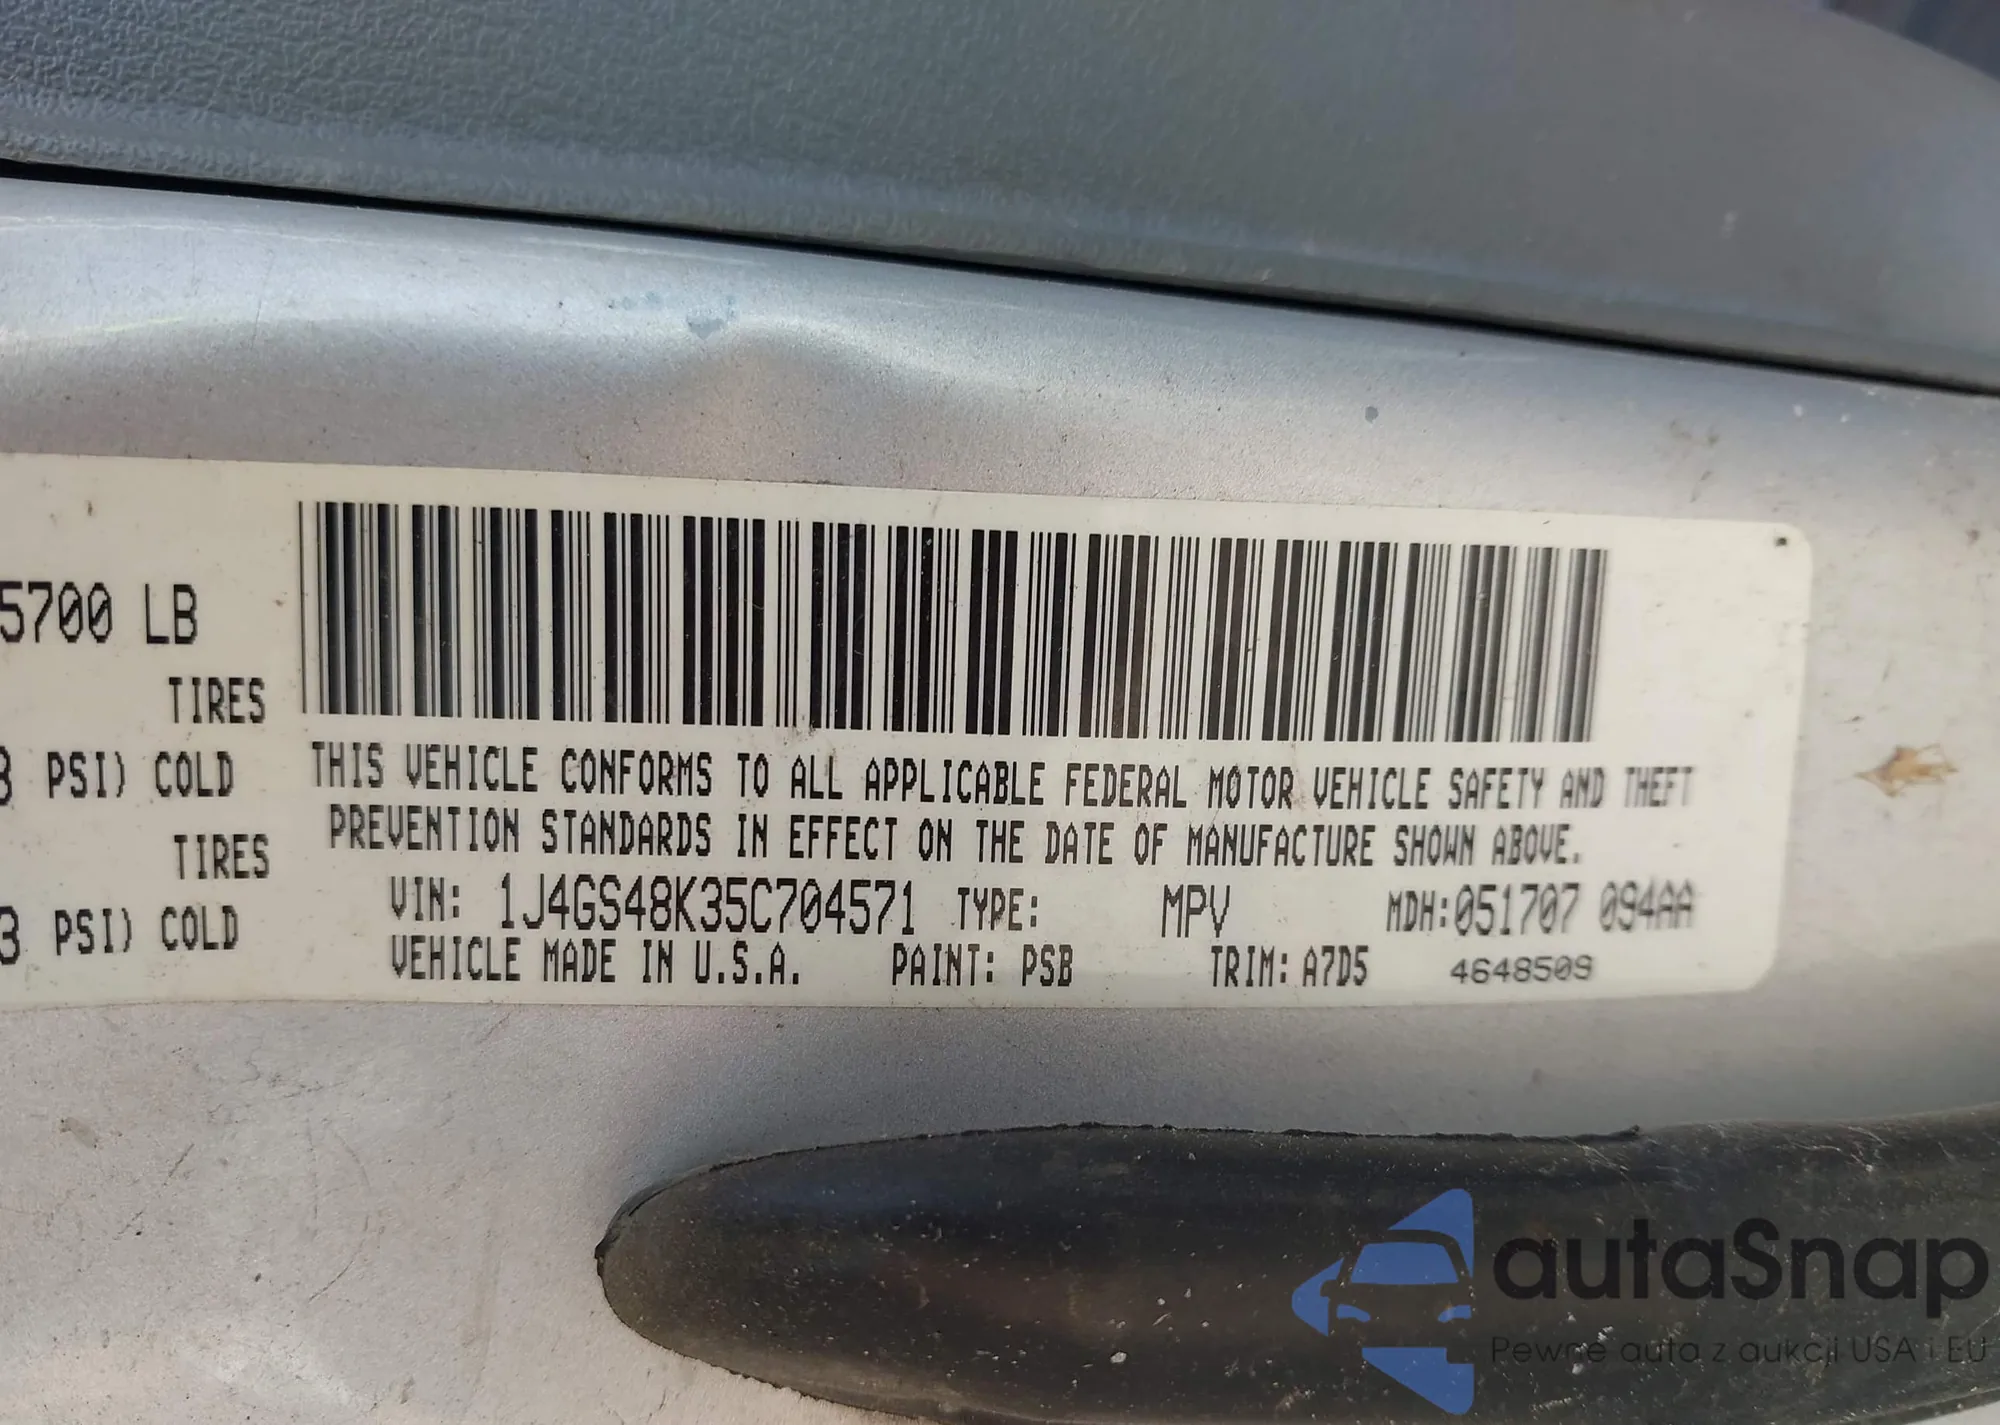 5700 LB
TIRES
PSI) COLD
TIRES
3 PSI) COLD
THIS VEHICLE CONFORMS TO ALL APPLICABLE FEDERAL MOTOR VEHICLE SAFETY AND THEFT
PREVENTION STANDARDS IN EFFECT ON THE DATE OF MANUFACTURE SHOWN ABOVE.
VIN: 1J4GS48K35C704571 TYPE: MPV MDH:051707 094AA
VEHICLE MADE IN U.S.A. PAINT: PSB TRIM: A7D5 4648509
autaSnap
Pewne auta z aukcji USA i EU